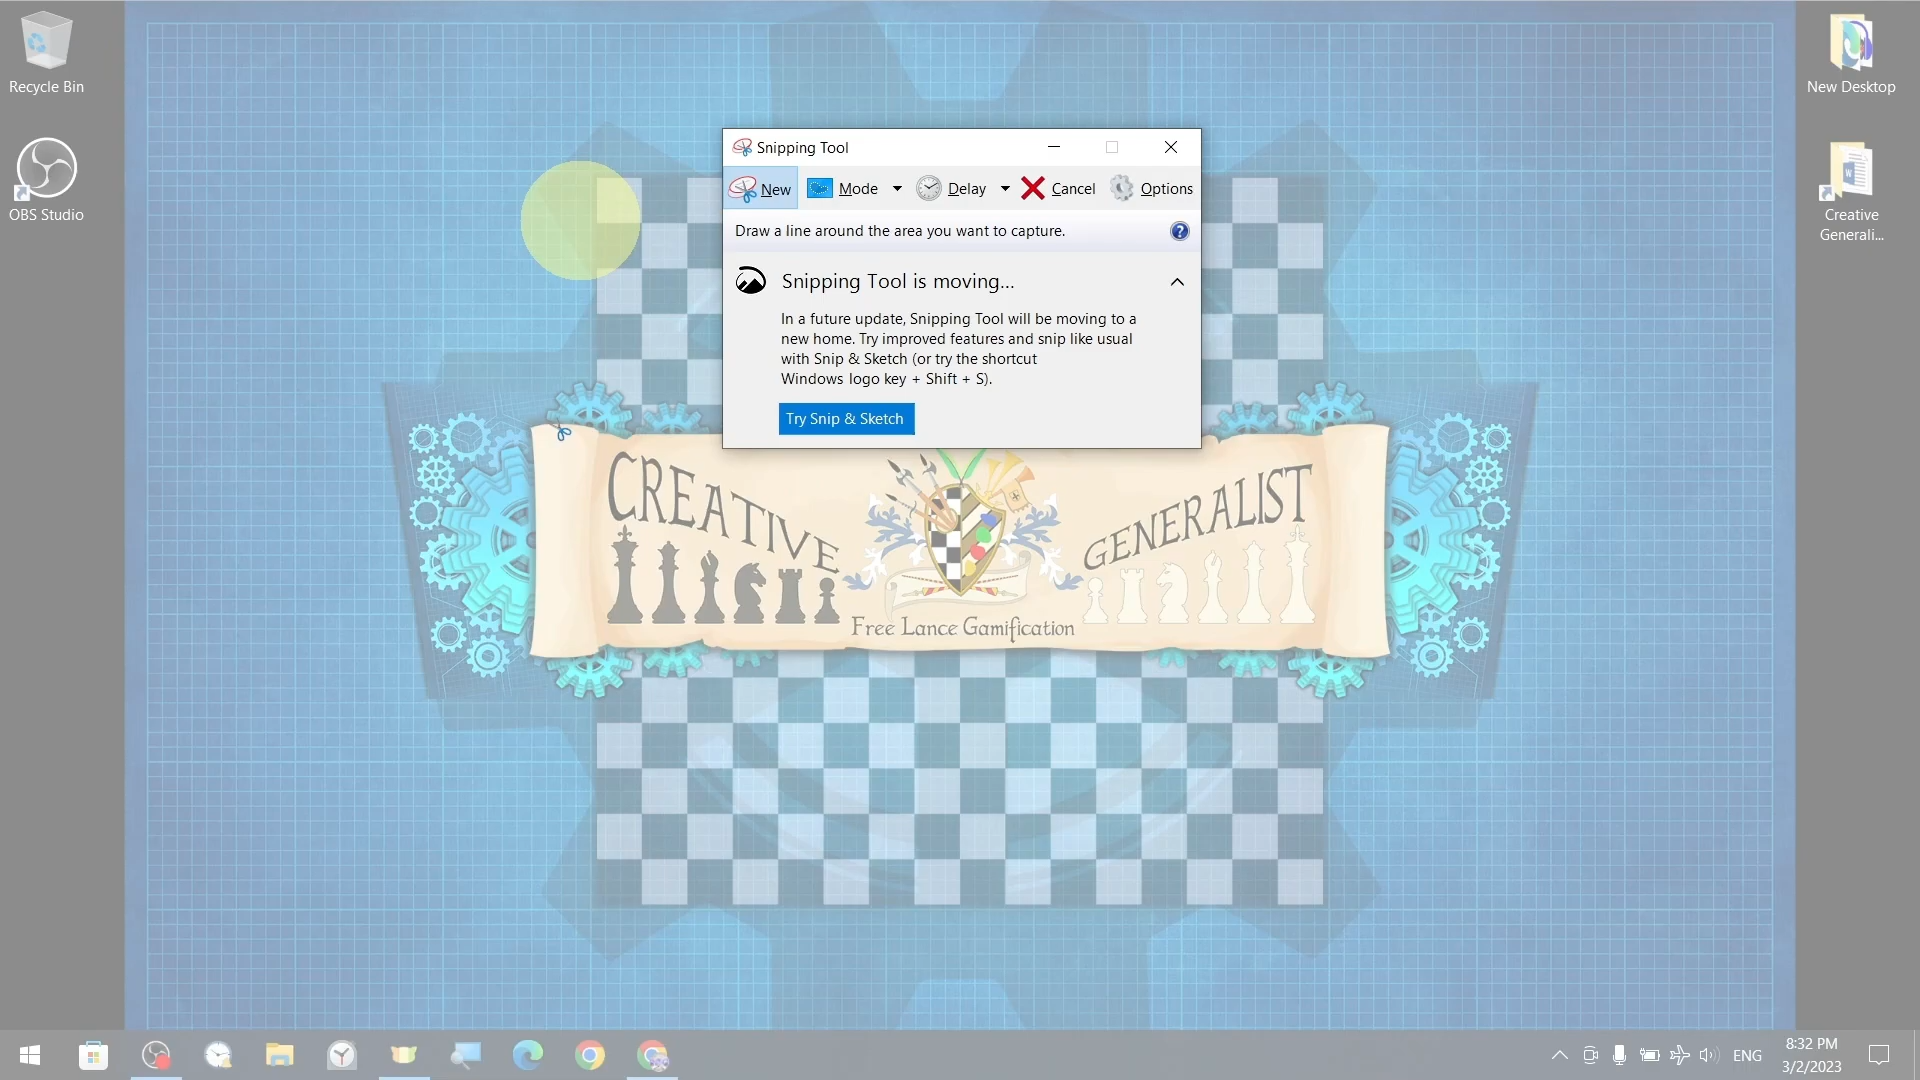 Recycle Bin
OBS Studio
New Desktop
Creative
Generali...
Snipping Tool
New
Mode
Delay
Cancel
Options
Draw a line around the area you want to capture.
?
Snipping Tool is moving...
In a future update, Snipping Tool will be moving to a
new home. Try improved features and snip like usual
with Snip & Sketch (or try the shortcut
Windows logo key + Shift + S).
Try Snip & Sketch
CREATIVE
GENERALIST
Free Lance Gamification
ENG
8:32 PM
3/2/2023